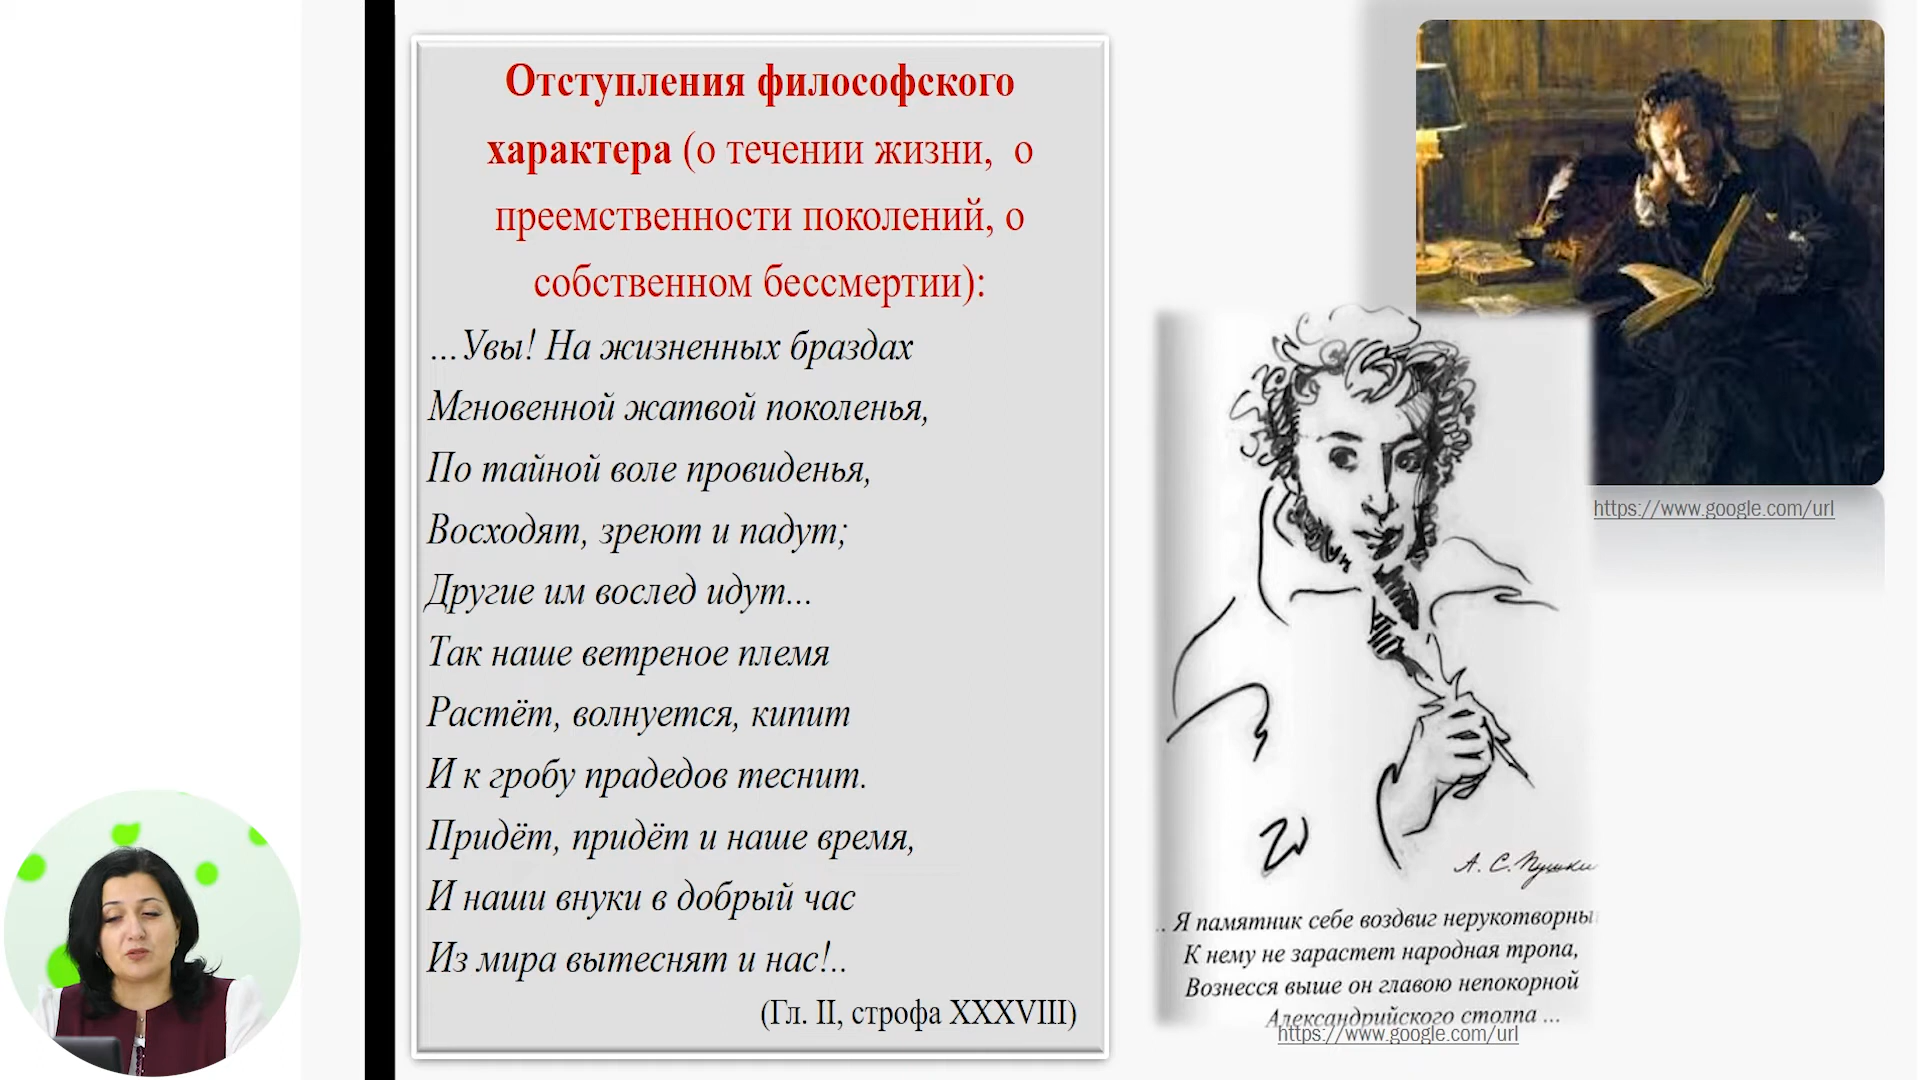 Отступления философского
характера (о течении жизни, о
преемственности поколений, о
собственном бессмертии):
...Увы! На жизненных браздах
Мгновенной жатвой поколенья,
По тайной воле провиденья,
Восходят, зреют и падут;
Другие им вослед идут...
Так наше ветреное племя
Растёт, волнуется, кипит
И к гробу прадедов теснит.
Придёт, придёт и наше время,
И наши внуки в добрый час
Из мира вытеснят и нас!..
(Гл. II, строфа XXXVIII)
https://www.google.com/url
А. С. Пушки
.. Я памятник себе воздвиг нерукотворны
К нему не зарастет народная тропа,
Вознесся выше он главою непокорной
Александрийского столпа ...
https://www.google.com/url